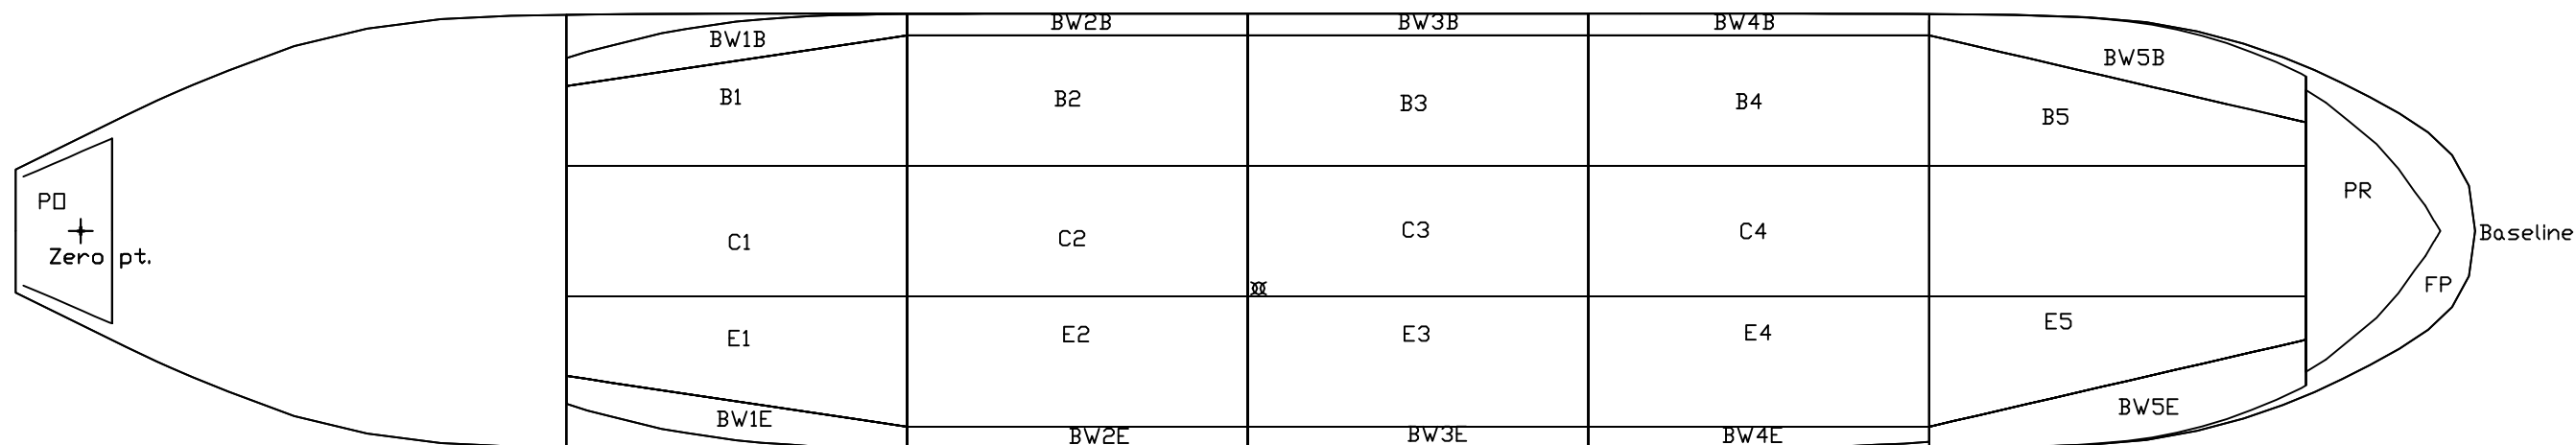 BW2B BW3B BW4B
BW1B
BW5B
B1 B2 B3 B4 B5
PR
PO
C1 C2 C3 C4
Baseline
Zero pt.
FP
E1 E2 E3 E4 E5
BW1E BW5E
BW2E BW3E BW4E